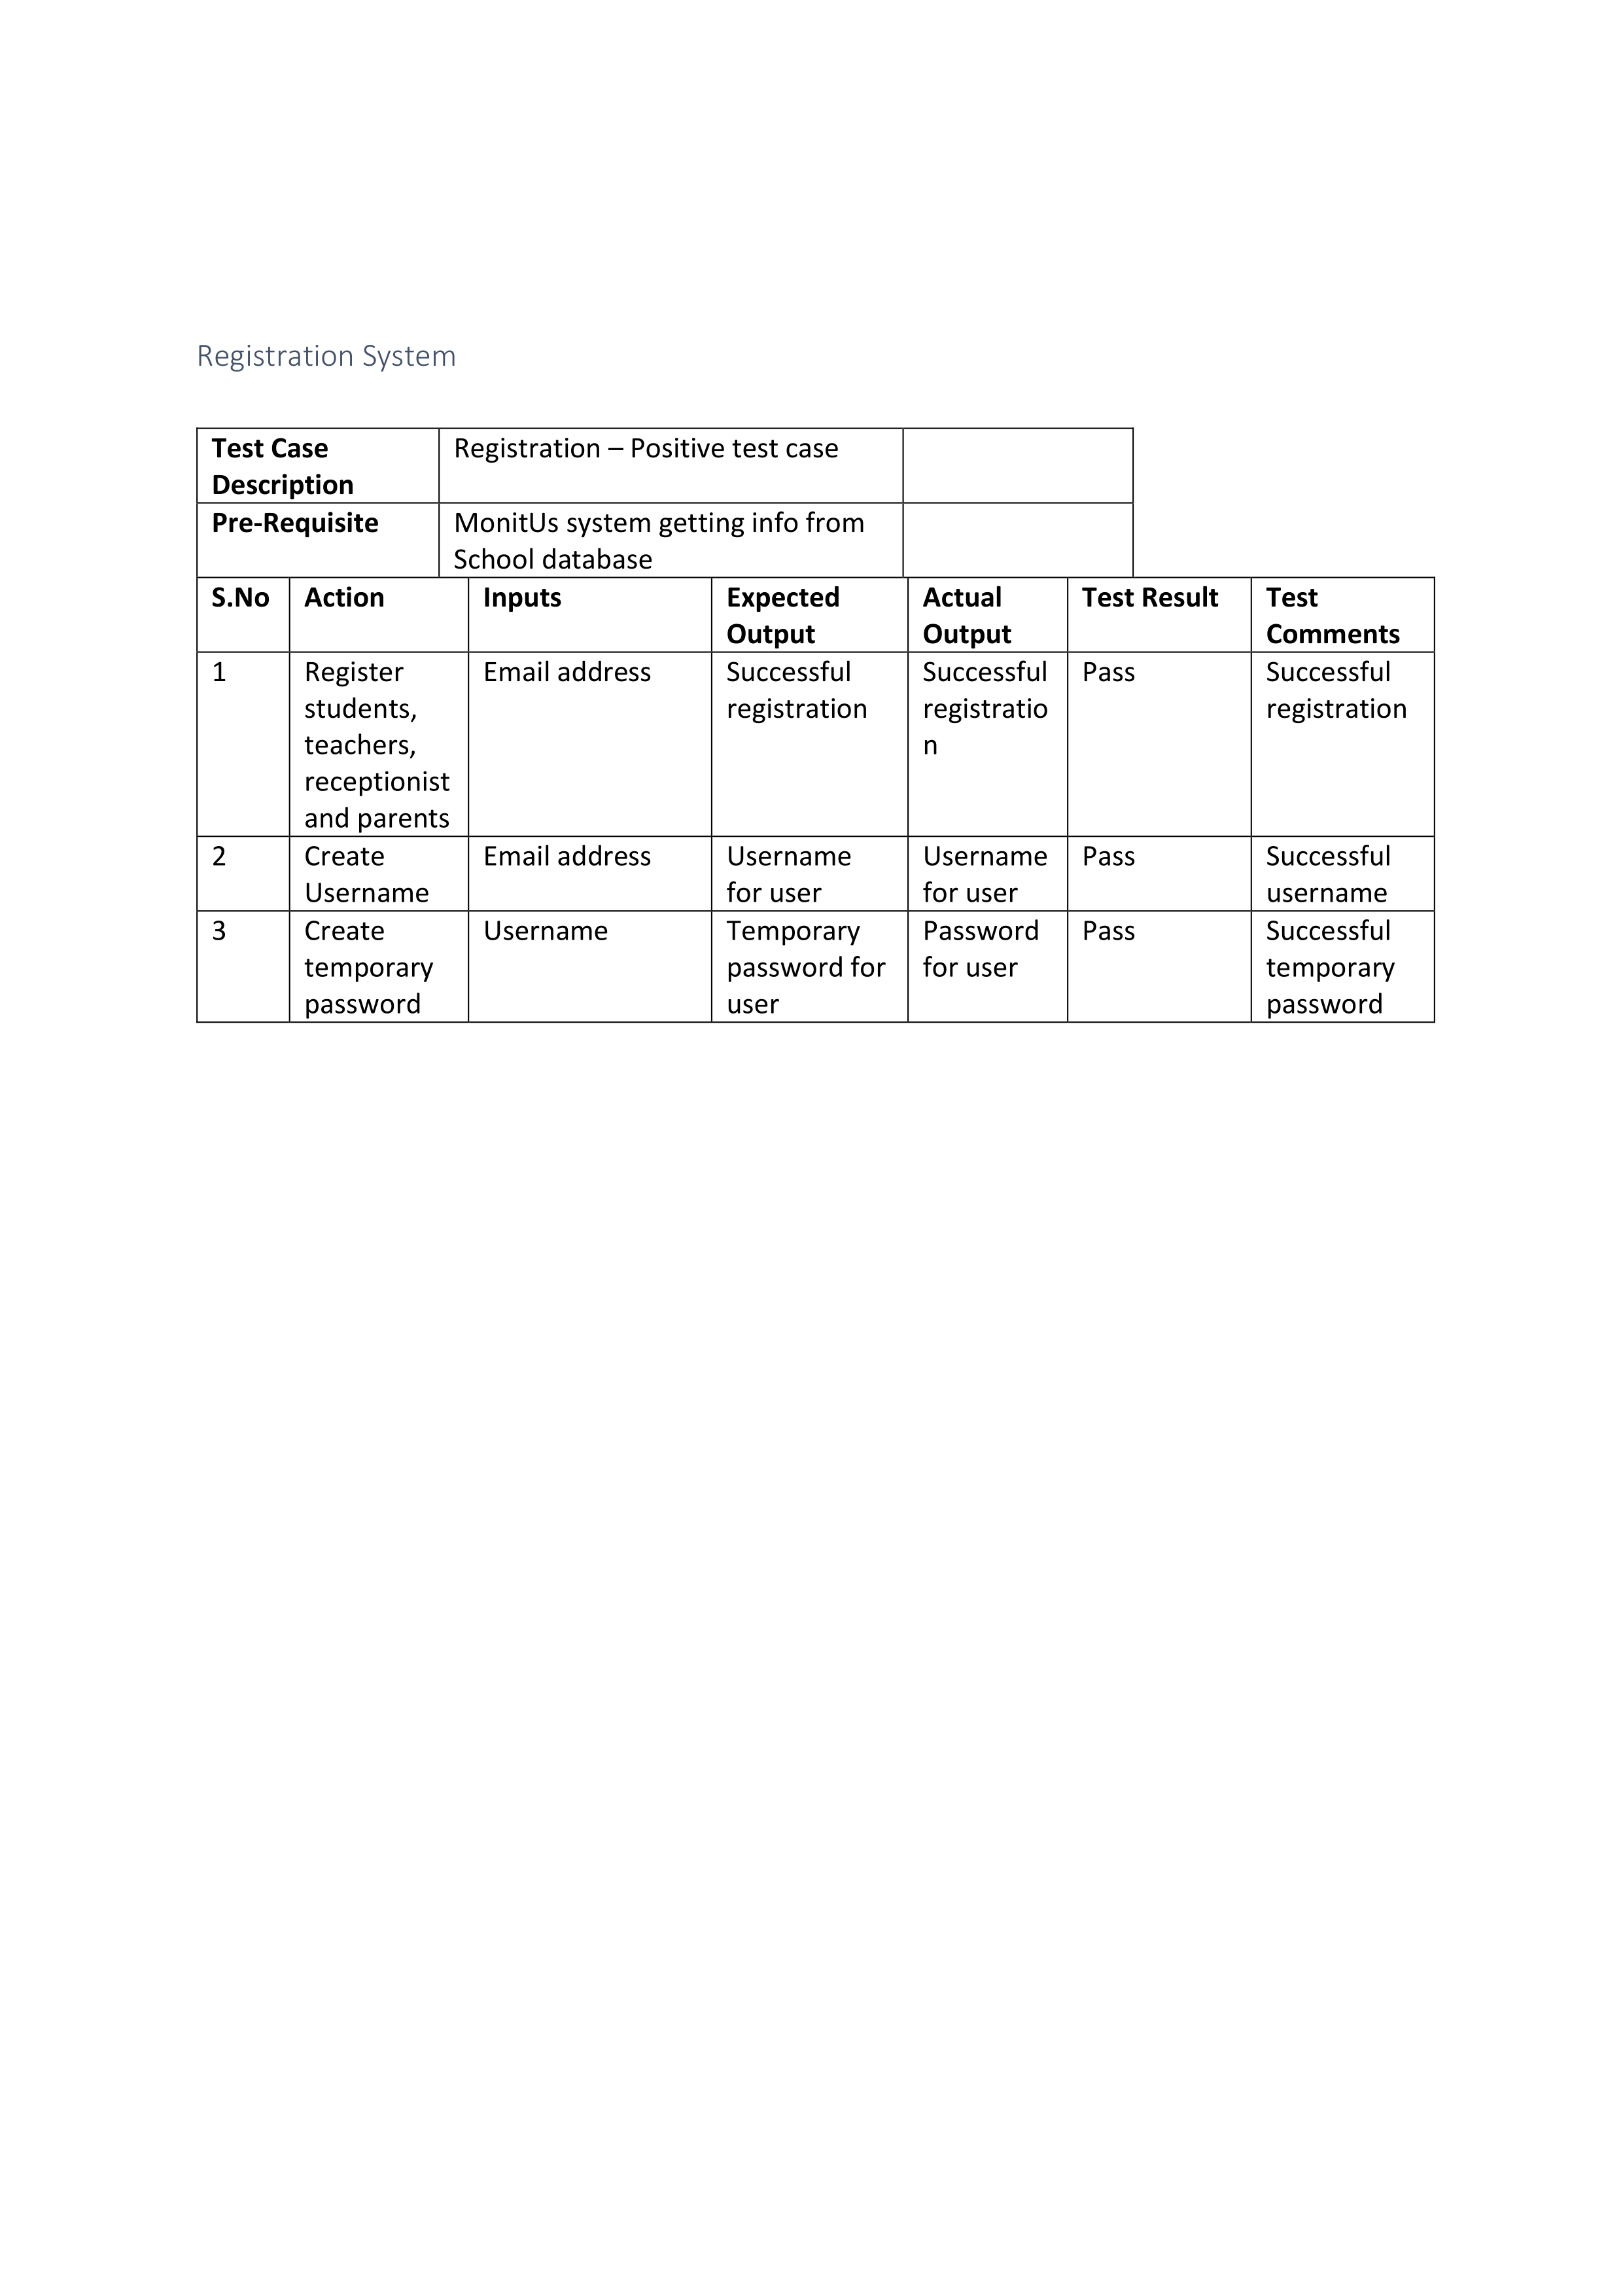 Registration System
Test Case
Description
Registration – Positive test case
Pre-Requisite
MonitUs system getting info from
School database
S.No
Action
Inputs
Expected
Output
Actual
Output
Test Result
Test
Comments
1
Register
students,
teachers,
receptionist
and parents
Email address
Successful
registration
Successful
registratio
n
Pass
Successful
registration
2
Create
Username
Email address
Username
for user
Username
for user
Pass
Successful
username
3
Create
temporary
password
Username
Temporary
password for
user
Password
for user
Pass
Successful
temporary
password